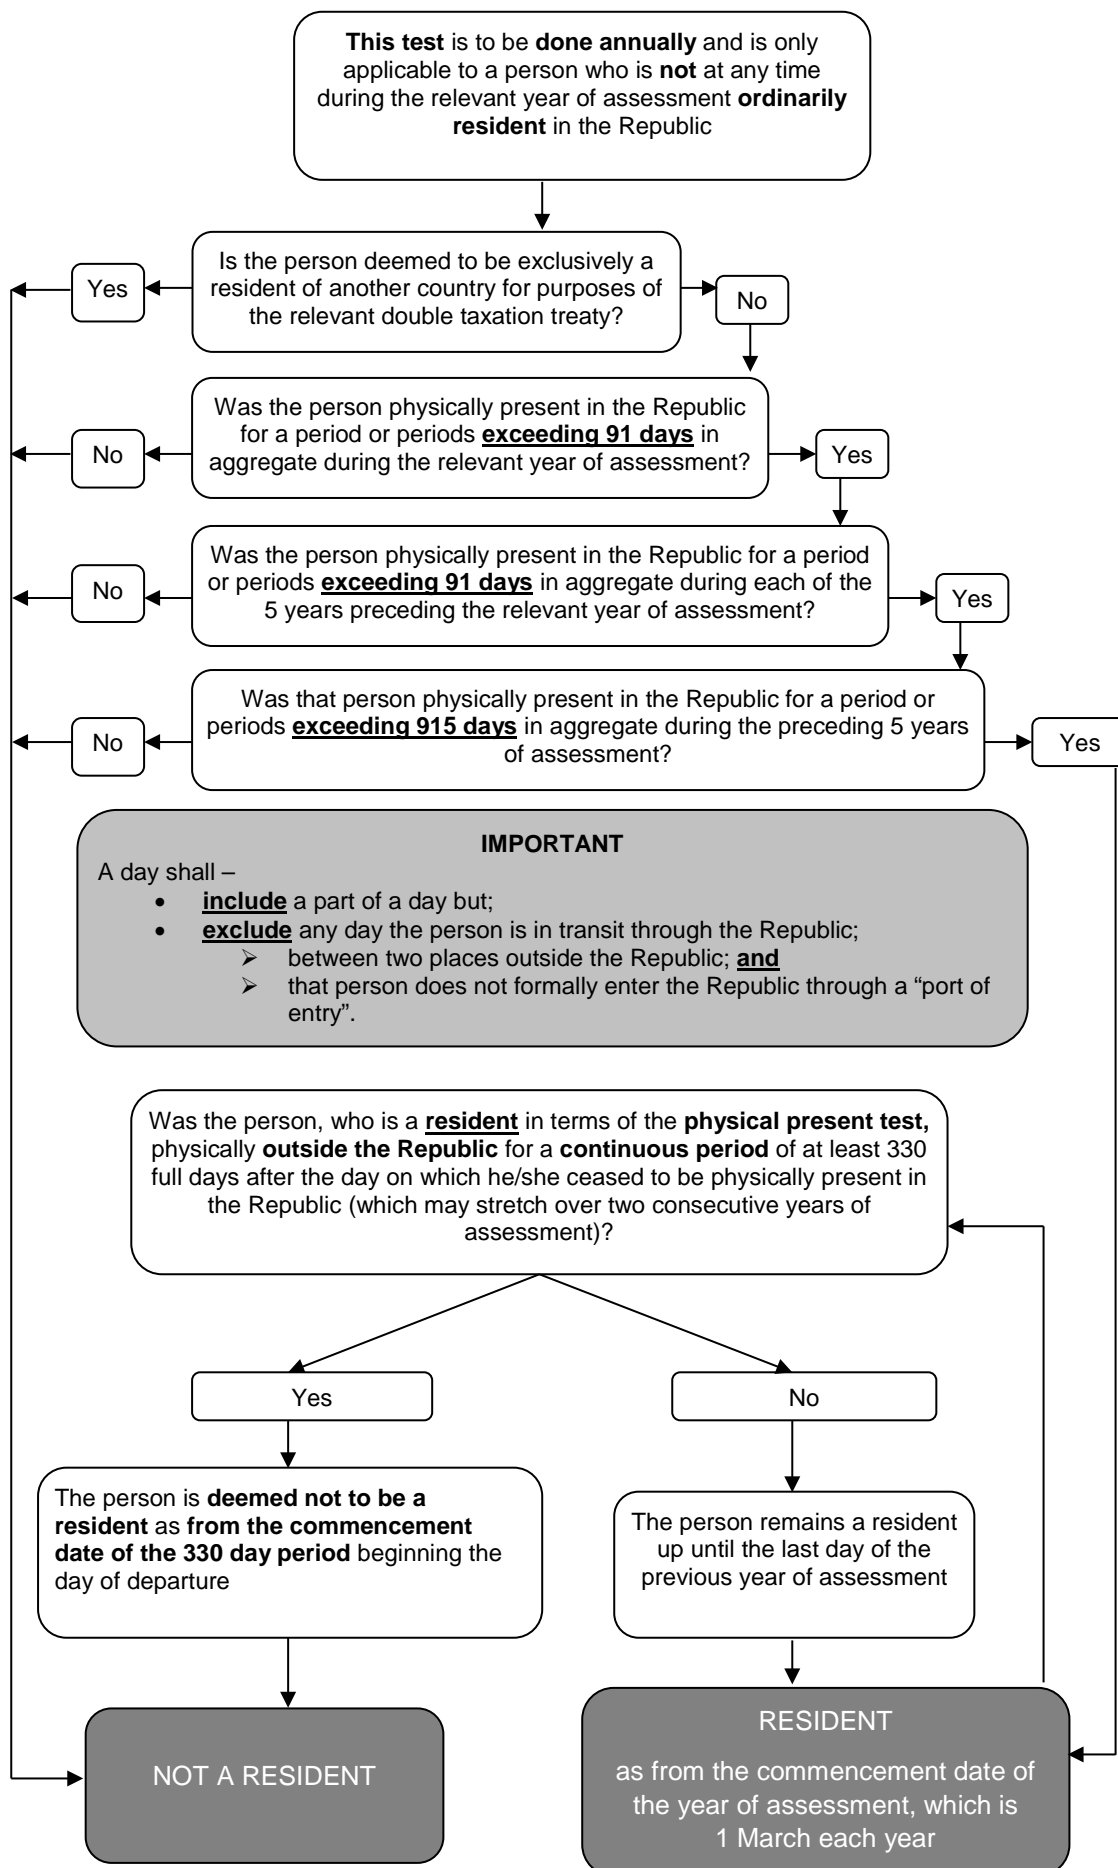 This test is to be done annually and is only
applicable to a person who is not at any time
during the relevant year of assessment ordinarily
resident in the Republic
Is the person deemed to be exclusively a
resident of another country for purposes of
the relevant double taxation treaty?
Yes
No
Was the person physically present in the Republic
for a period or periods exceeding 91 days in
aggregate during the relevant year of assessment?
No
Yes
Was the person physically present in the Republic for a period
or periods exceeding 91 days in aggregate during each of the
5 years preceding the relevant year of assessment?
No
Yes
Was that person physically present in the Republic for a period or
periods exceeding 915 days in aggregate during the preceding 5 years
of assessment?
No
Yes
IMPORTANT
A day shall –
• include a part of a day but;
• exclude any day the person is in transit through the Republic;
➢ between two places outside the Republic; and
➢ that person does not formally enter the Republic through a “port of
entry”.
Was the person, who is a resident in terms of the physical present test,
physically outside the Republic for a continuous period of at least 330
full days after the day on which he/she ceased to be physically present in
the Republic (which may stretch over two consecutive years of
assessment)?
Yes
No
The person is deemed not to be a
resident as from the commencement
date of the 330 day period beginning the
day of departure
The person remains a resident
up until the last day of the
previous year of assessment
NOT A RESIDENT
RESIDENT
as from the commencement date of
the year of assessment, which is
1 March each year